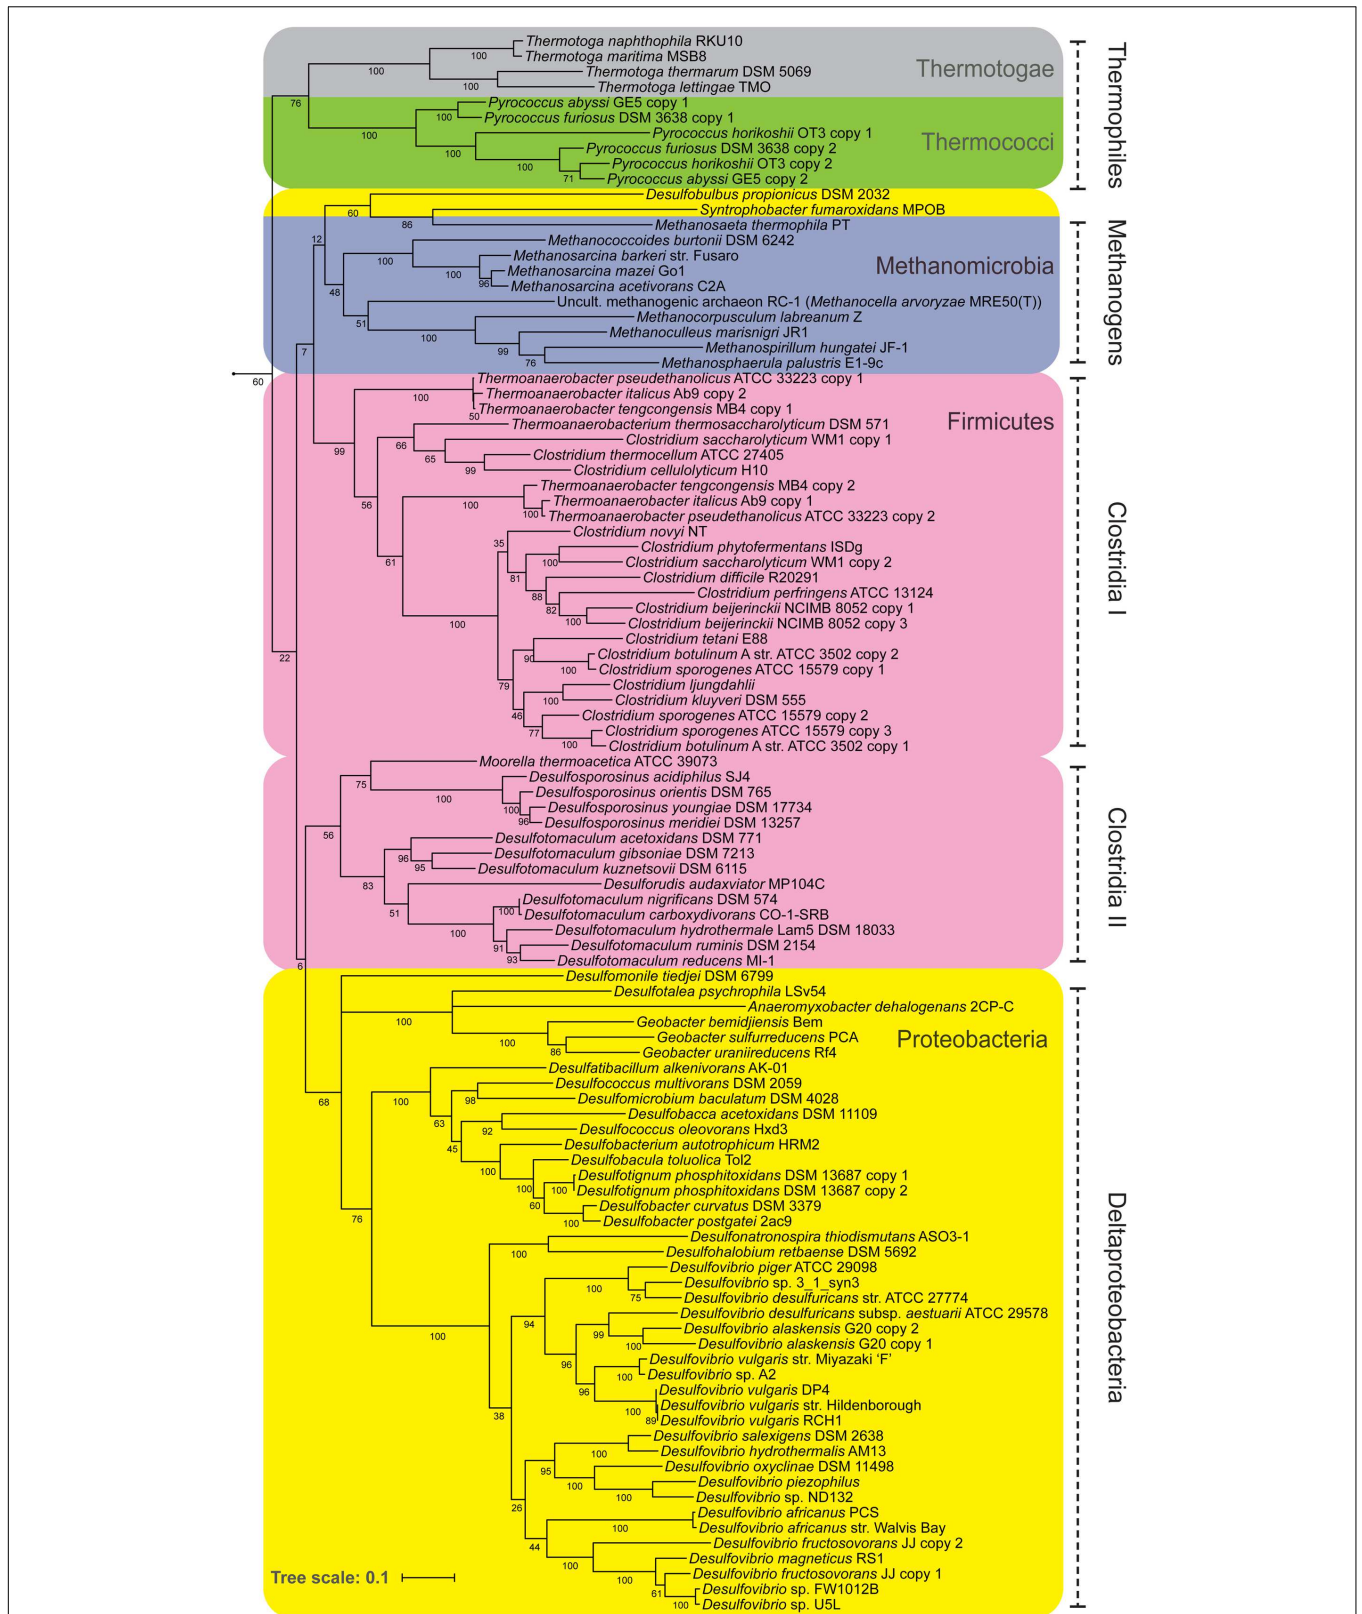 Thermotoga naphthophila RKU10
100
Thermotoga maritima MSB8
100
Thermotoga thermarum DSM 5069
Thermotogae
100
Thermotoga lettingae TMO
76
Pyrococcus abyssi GE5 copy 1
100
Pyrococcus furiosus DSM 3638 copy 1
100
Pyrococcus horikoshii OT3 copy 1
Thermococci
100
Pyrococcus furiosus DSM 3638 copy 2
100
Pyrococcus horikoshii OT3 copy 2
71
Pyrococcus abyssi GE5 copy 2
Thermophiles
Desulfobulbus propionicus DSM 2032
60
Syntrophobacter fumaroxidans MPOB
86
Methanosaeta thermophila PT
12
Methanococcoides burtonii DSM 6242
100
Methanosarcina barkeri str. Fusaro
Methanomicrobia
100
Methanosarcina mazei Go1
96
Methanosarcina acetivorans C2A
48
Uncult. methanogenic archaeon RC-1 (Methanocella arvoryzae MRE50(T))
51
Methanocorpusculum labreanum Z
100
Methanoculleus marisnigri JR1
99
Methanospirillum hungatei JF-1
7
76
Methanosphaerula palustris E1-9c
Methanogens
60
Thermoanaerobacter pseudethanolicus ATCC 33223 copy 1
100
Thermoanaerobacter italicus Ab9 copy 2
Thermoanaerobacter tengcongensis MB4 copy 1
50
Firmicutes
Thermoanaerobacterium thermosaccharolyticum DSM 571
66
Clostridium saccharolyticum WM1 copy 1
99
65
Clostridium thermocellum ATCC 27405
99
Clostridium cellulolyticum H10
Thermoanaerobacter tengcongensis MB4 copy 2
56
100
Thermoanaerobacter italicus Ab9 copy 1
100
Thermoanaerobacter pseudethanolicus ATCC 33223 copy 2
Clostridium novyi NT
35
Clostridium phytofermentans ISDg
61
100
Clostridium saccharolyticum WM1 copy 2
81
Clostridium difficile R20291
88
Clostridium perfringens ATCC 13124
82
Clostridium beijerinckii NCIMB 8052 copy 1
100
100
Clostridium beijerinckii NCIMB 8052 copy 3
Clostridium tetani E88
90
Clostridium botulinum A str. ATCC 3502 copy 2
22
100
Clostridium sporogenes ATCC 15579 copy 1
79
Clostridium ljungdahlii
100
Clostridium kluyveri DSM 555
46
Clostridium sporogenes ATCC 15579 copy 2
77
Clostridium sporogenes ATCC 15579 copy 3
100
Clostridium botulinum A str. ATCC 3502 copy 1
Clostridia I
Moorella thermoacetica ATCC 39073
75
Desulfosporosinus acidiphilus SJ4
100
Desulfosporosinus orientis DSM 765
100
Desulfosporosinus youngiae DSM 17734
96
Desulfosporosinus meridiei DSM 13257
56
Desulfotomaculum acetoxidans DSM 771
96
Desulfotomaculum gibsoniae DSM 7213
95
Desulfotomaculum kuznetsovii DSM 6115
83
Desulforudis audaxviator MP104C
51
Desulfotomaculum nigrificans DSM 574
100
Desulfotomaculum carboxydivorans CO-1-SRB
100
Desulfotomaculum hydrothermale Lam5 DSM 18033
91
Desulfotomaculum ruminis DSM 2154
93
Desulfotomaculum reducens MI-1
6
Clostridia II
Desulfomonile tiedjei DSM 6799
Desulfotalea psychrophila LSv54
100
Anaeromyxobacter dehalogenans 2CP-C
Geobacter bemidjiensis Bem
100
Geobacter sulfurreducens PCA
Proteobacteria
86
Geobacter uraniireducens Rf4
Desulfatibacillum alkenivorans AK-01
68
100
Desulfococcus multivorans DSM 2059
98
Desulfomicrobium baculatum DSM 4028
63
Desulfobacca acetoxidans DSM 11109
92
Desulfococcus oleovorans Hxd3
45
Desulfobacterium autotrophicum HRM2
100
Desulfobacula toluolica Tol2
100
Desulfotignum phosphitoxidans DSM 13687 copy 1
100
Desulfotignum phosphitoxidans DSM 13687 copy 2
60
Desulfobacter curvatus DSM 3379
76
100
Desulfobacter postgatei 2ac9
Desulfonatronospira thiodismutans ASO3-1
100
Desulfohalobium retbaense DSM 5692
Desulfovibrio piger ATCC 29098
100
Desulfovibrio sp. 3_1_syn3
75
Desulfovibrio desulfuricans str. ATCC 27774
100
94
Desulfovibrio desulfuricans subsp. aestuarii ATCC 29578
99
Desulfovibrio alaskensis G20 copy 2
100
Desulfovibrio alaskensis G20 copy 1
96
Desulfovibrio vulgaris str. Miyazaki ‘F’
100
Desulfovibrio sp. A2
96
Desulfovibrio vulgaris DP4
100
Desulfovibrio vulgaris str. Hildenborough
38
89
Desulfovibrio vulgaris RCH1
Desulfovibrio salexigens DSM 2638
100
Desulfovibrio hydrothermalis AM13
95
Desulfovibrio oxyclinae DSM 11498
100
Desulfovibrio piezophilus
100
Desulfovibrio sp. ND132
26
Desulfovibrio africanus PCS
100
Desulfovibrio africanus str. Walvis Bay
44
Desulfovibrio fructosovorans JJ copy 2
100
Desulfovibrio magneticus RS1
100
Desulfovibrio fructosovorans JJ copy 1
61
Desulfovibrio sp. FW1012B
100
Desulfovibrio sp. U5L
Deltaproteobacteria
Tree scale: 0.1